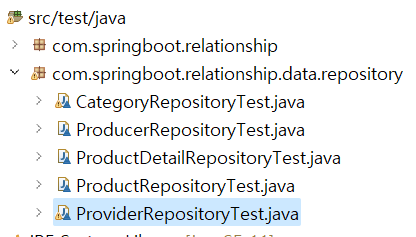 src/test/java
com.springboot.relationship
com.springboot.relationship.data.repository
CategoryRepositoryTest.java
ProducerRepositoryTest.java
ProductDetailRepositoryTest.java
ProductRepositoryTest.java
ProviderRepositoryTest.java